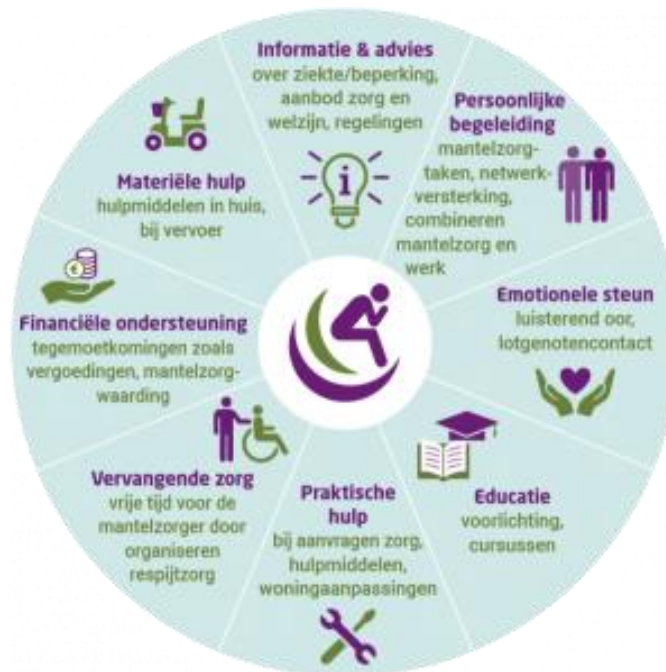 Informatie & advies
over ziekte/beperking,
aanbod zorg en
welzijn, regelingen
Persoonlijke
begeleiding
mantelzorg-
taken, netwerk-
versterking,
combineren
mantelzorg en
werk
Emotionele steun
luisterend oor,
lotgenotencontact
Educatie
voorlichting,
cursussen
Praktische
hulp
bij aanvragen zorg,
hulpmiddelen,
woningaanpassingen
Vervangende zorg
vrije tijd voor de
mantelzorger door
organiseren
respijtzorg
Financiële ondersteuning
tegemoetkomingen zoals
vergoedingen, mantelzorg-
waarding
Materiële hulp
hulpmiddelen in huis,
bij vervoer